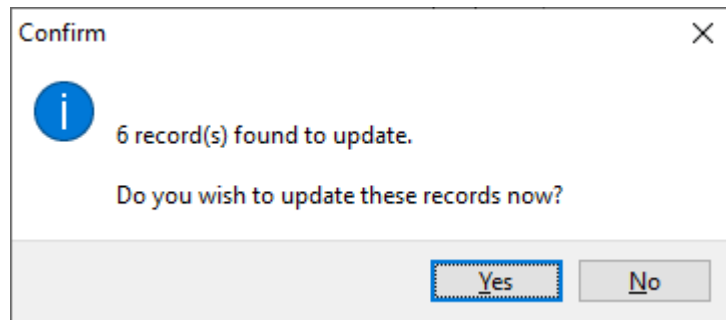 Confirm
6 record(s) found to update.
Do you wish to update these records now?
Yes No